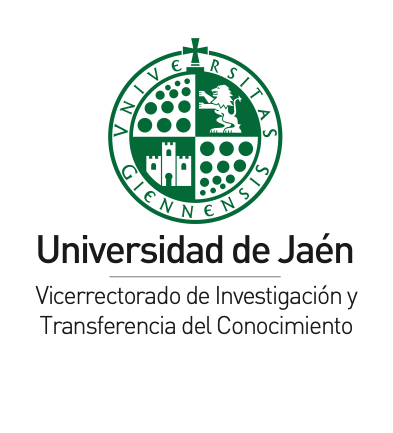 VNIVERSITAS
GIENNENSIS
Universidad de Jaén
Vicerrectorado de Investigación y
Transferencia del Conocimiento